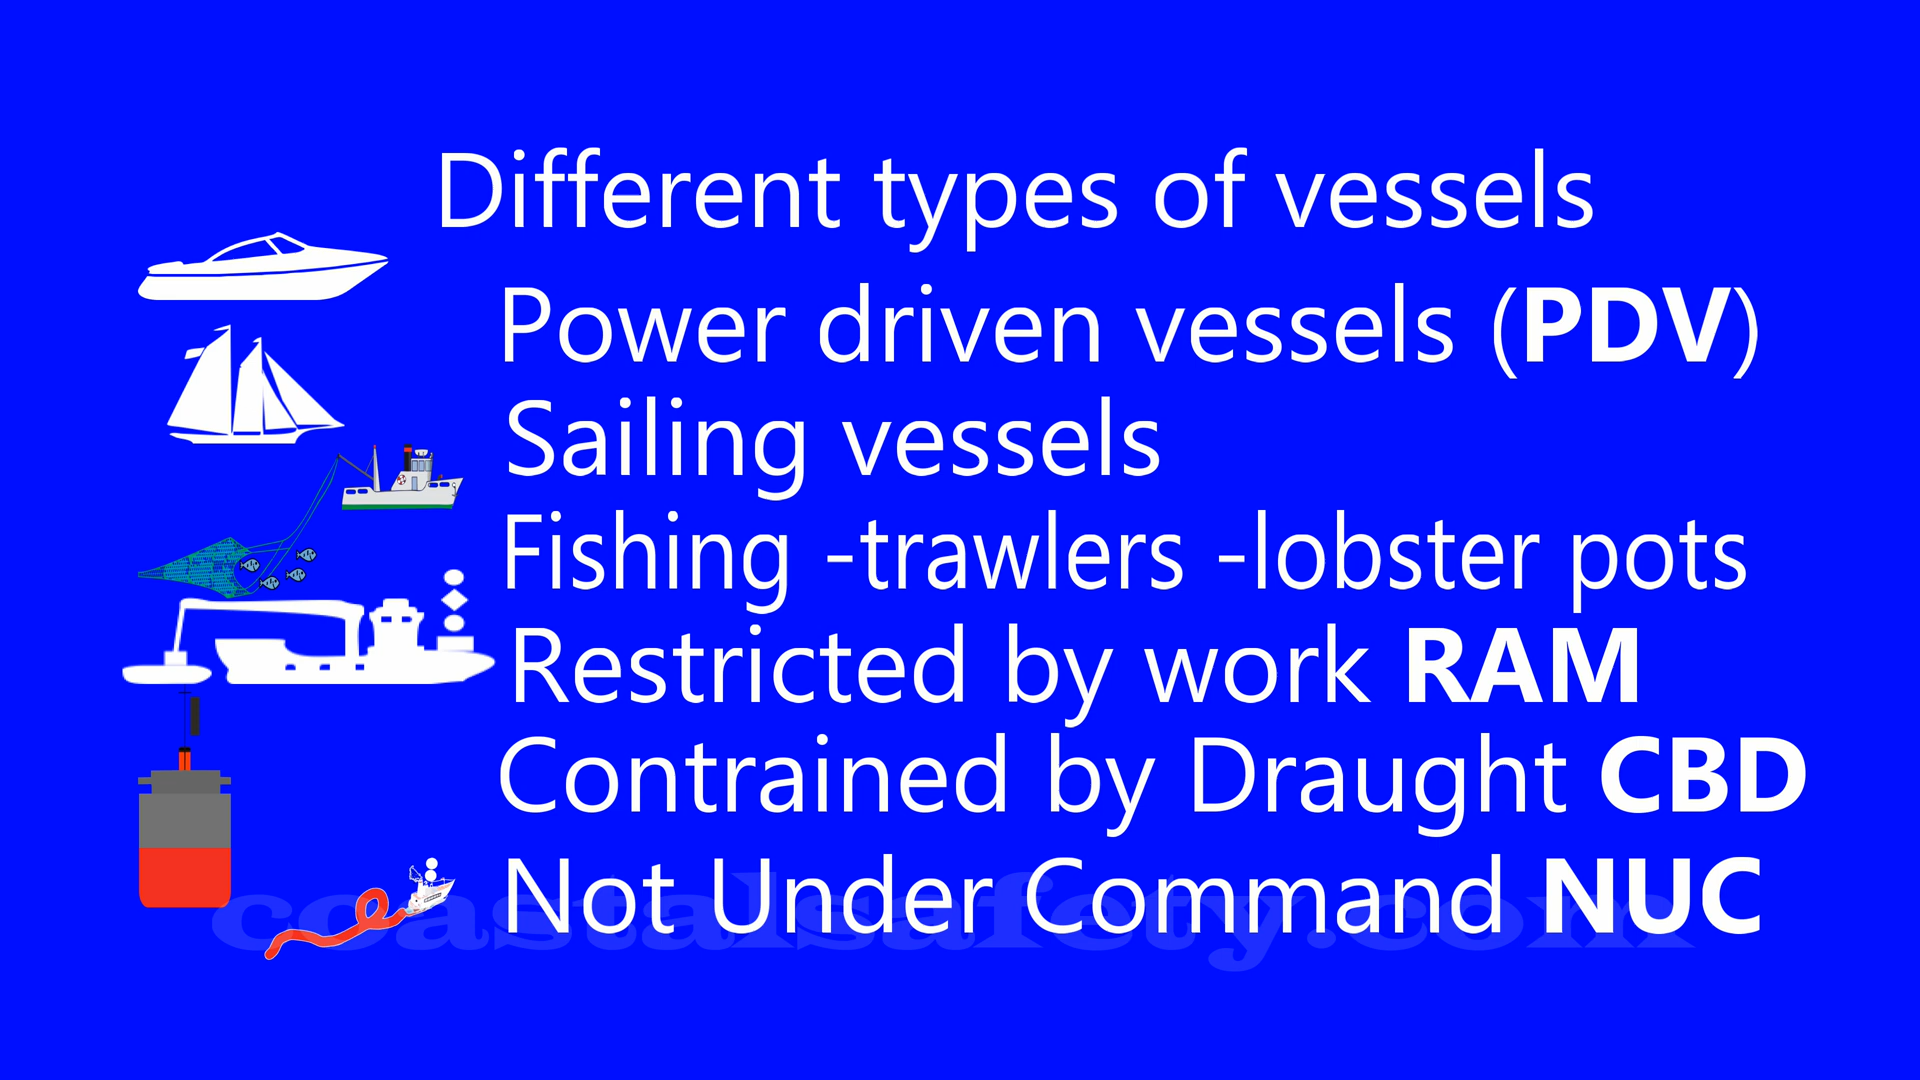 Different types of vessels
Power driven vessels (PDV)
Sailing vessels
Fishing -trawlers -lobster pots
Restricted by work RAM
Contrained by Draught CBD
Not Under Command NUC
coastalsafety.com